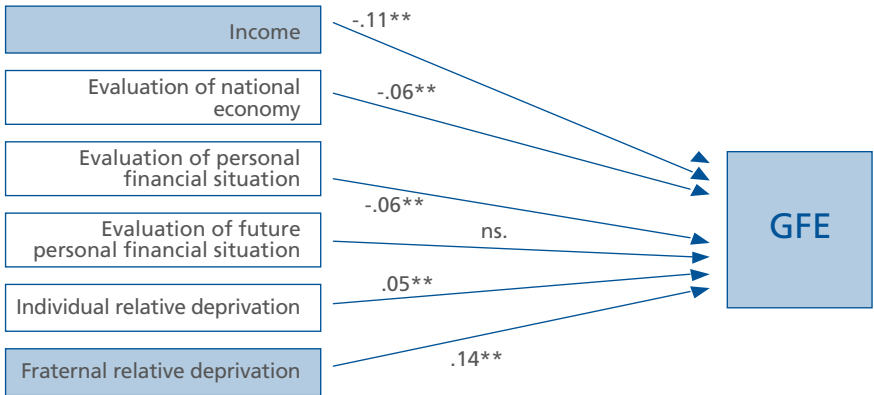 Income
-.11**
Evaluation of national
economy
-.06**
Evaluation of personal
financial situation
-.06**
Evaluation of future
personal financial situation
ns.
Individual relative deprivation
.05**
Fraternal relative deprivation
.14**
GFE